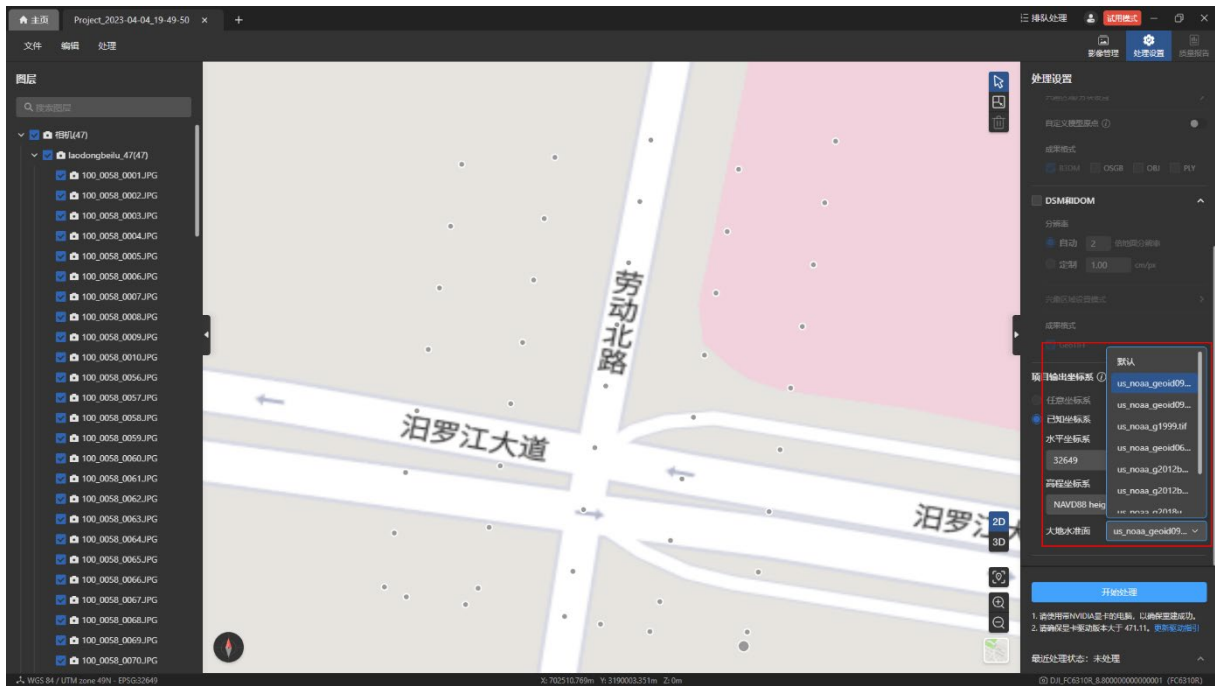 主页
Project_2023-04-04_19-49-50
排队处理
试用模式
文件 编辑 处理
影像管理
处理设置
质量报告
图层
搜索图层
相机(47)
laodongbeilu_47(47)
100_0058_0001.JPG
100_0058_0002.JPG
100_0058_0003.JPG
100_0058_0004.JPG
100_0058_0005.JPG
100_0058_0006.JPG
100_0058_0007.JPG
100_0058_0008.JPG
100_0058_0009.JPG
100_0058_0010.JPG
100_0058_0056.JPG
100_0058_0057.JPG
100_0058_0058.JPG
100_0058_0059.JPG
100_0058_0060.JPG
100_0058_0061.JPG
100_0058_0062.JPG
100_0058_0063.JPG
100_0058_0064.JPG
100_0058_0065.JPG
100_0058_0066.JPG
100_0058_0067.JPG
100_0058_0068.JPG
100_0058_0069.JPG
100_0058_0070.JPG
劳动北路
汨罗江大道
汨罗江大
2D
3D
处理设置
自定义模型原点
成果格式
B3DM OSGB OBJ PLY
DSM和DOM
分辨率
自动 2 倍地面分辨率
定制 1.00 cm/px
成果格式
项目输出坐标系
任意坐标系
已知坐标系
水平坐标系
32649
高程坐标系
NAVD88 heig
大地水准面
us_noaa_geoid09...
默认
us_noaa_geoid09...
us_noaa_geoid09...
us_noaa_g1999.tif
us_noaa_geoid06...
us_noaa_g2012b...
us_noaa_g2012b...
us_noaa_g2018u
开始处理
1. 请使用带NVIDIA显卡的电脑，以确保重建成功。
2. 请确保显卡驱动版本大于 471.11。更新驱动指引
最近处理状态：未处理
WGS 84 / UTM zone 49N - EPSG:32649
X: 702510.769m Y: 3190003.351m Z: 0m
DJI_FC6310R_8.800000000000001 (FC6310R)